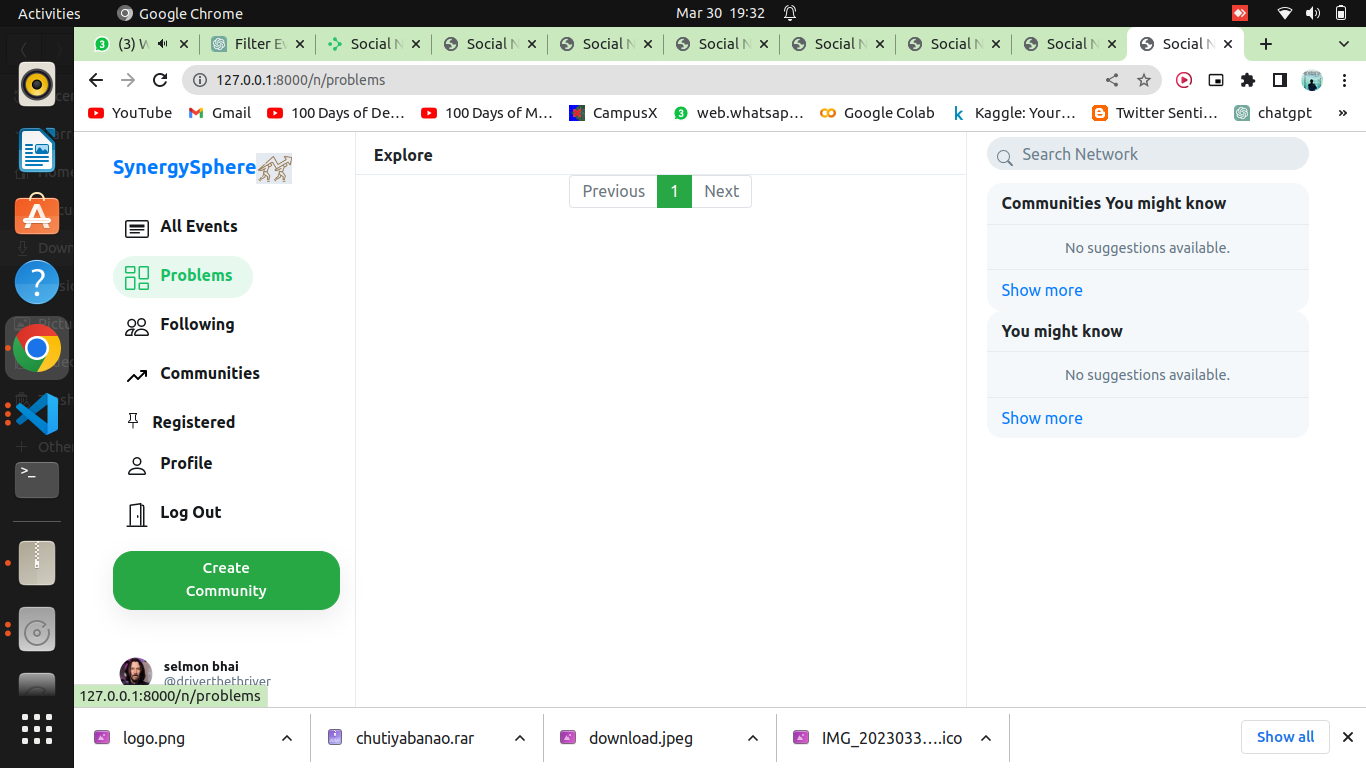 Activities
Google Chrome
Mar 30 19:32
(3) W
Filter Ev
Social N
Social N
Social N
Social N
Social N
Social N
Social N
Social N
127.0.0.1:8000/n/problems
YouTube
Gmail
100 Days of De...
100 Days of M...
CampusX
web.whatsap...
Google Colab
Kaggle: Your...
Twitter Senti...
chatgpt
»
SynergySphere
All Events
Problems
Following
Communities
Registered
Profile
Log Out
Create
Community
selmon bhai
@driverthethriver
127.0.0.1:8000/n/problems
Explore
Previous 1 Next
Search Network
Communities You might know
No suggestions available.
Show more
You might know
No suggestions available.
Show more
logo.png
chutiyabanao.rar
download.jpeg
IMG_2023033....ico
Show all